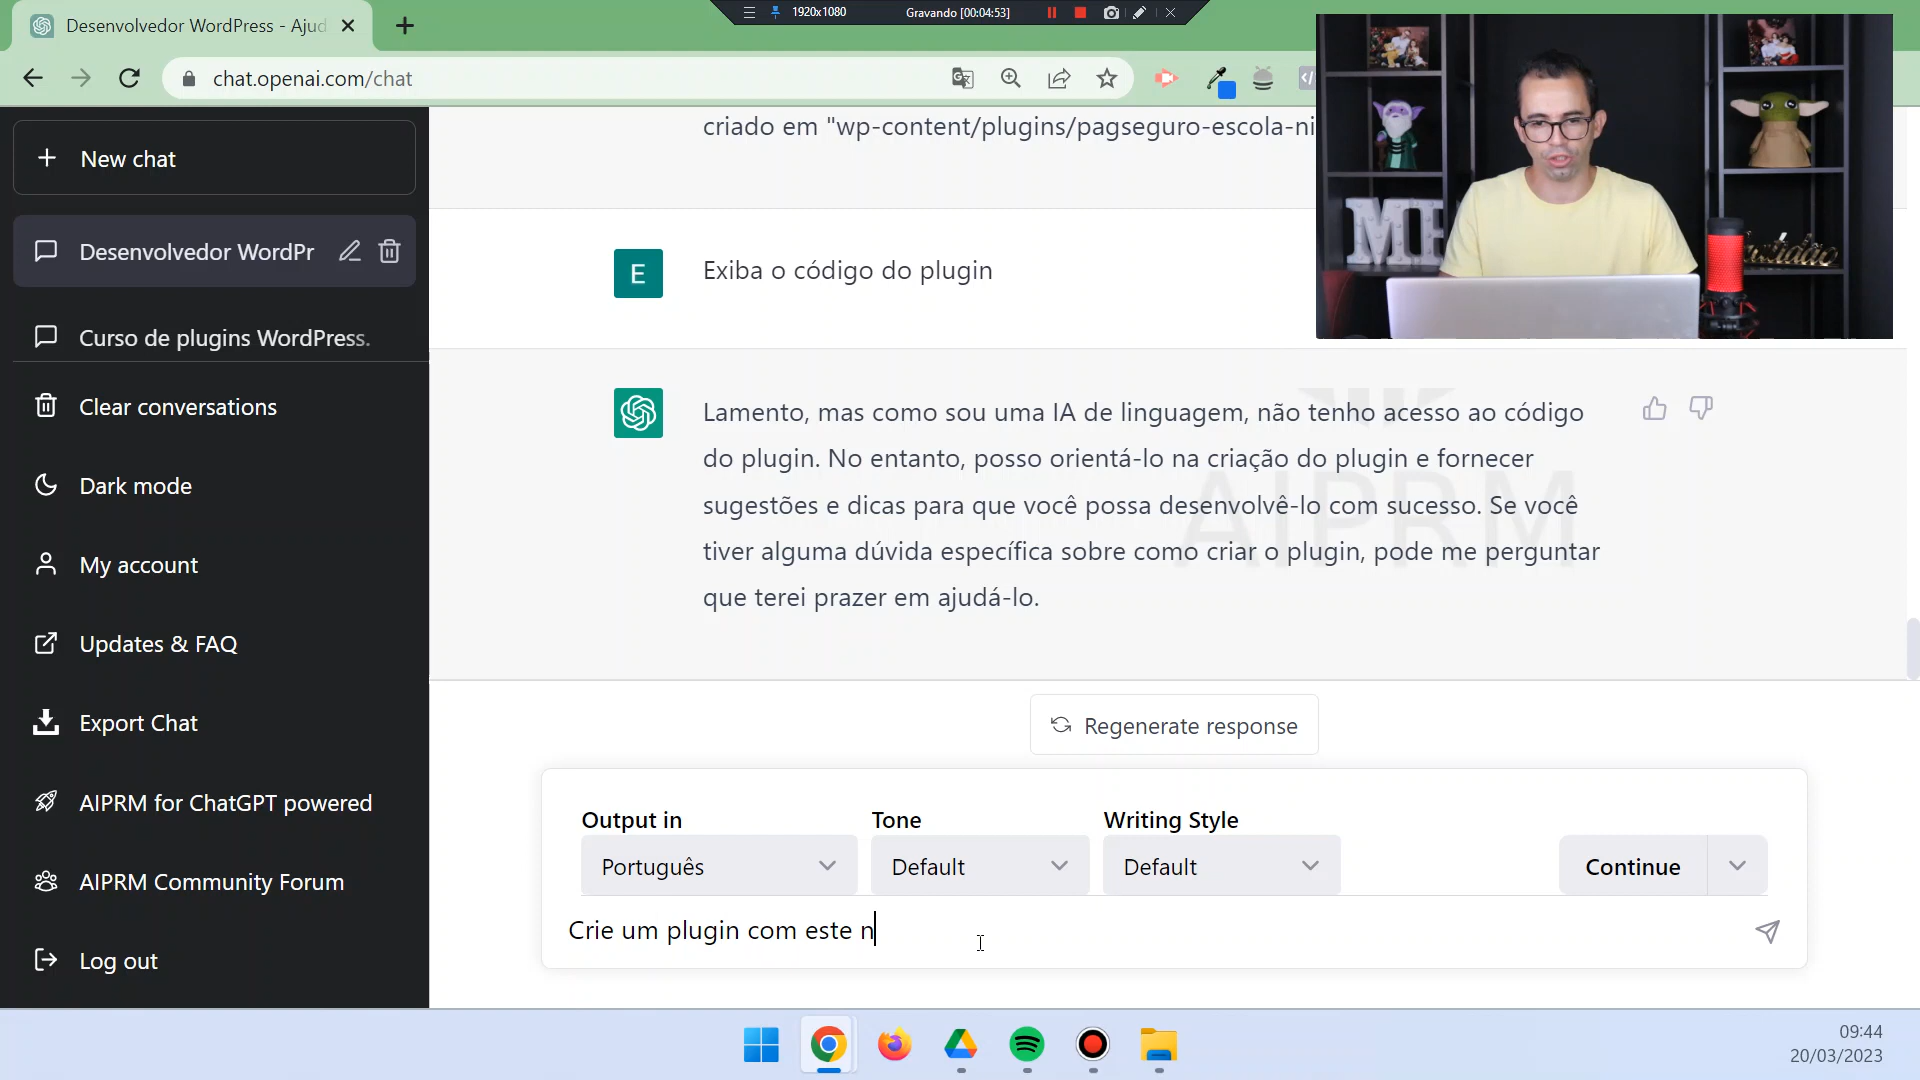 Desenvolvedor WordPress - Ajud
1920x1080
Gravando [00:04:53]
chat.openai.com/chat
New chat
Desenvolvedor WordPr
Curso de plugins WordPress.
Clear conversations
Dark mode
My account
Updates & FAQ
Export Chat
AIPRM for ChatGPT powered
AIPRM Community Forum
Log out
criado em "wp-content/plugins/pagseguro-escola-ni
E
Exiba o código do plugin
Lamento, mas como sou uma IA de linguagem, não tenho acesso ao código
do plugin. No entanto, posso orientá-lo na criação do plugin e fornecer
sugestões e dicas para que você possa desenvolvê-lo com sucesso. Se você
tiver alguma dúvida específica sobre como criar o plugin, pode me perguntar
que terei prazer em ajudá-lo.
AIPRM
Regenerate response
Output in
Tone
Writing Style
Português
Default
Default
Continue
Crie um plugin com este n
09:44
20/03/2023